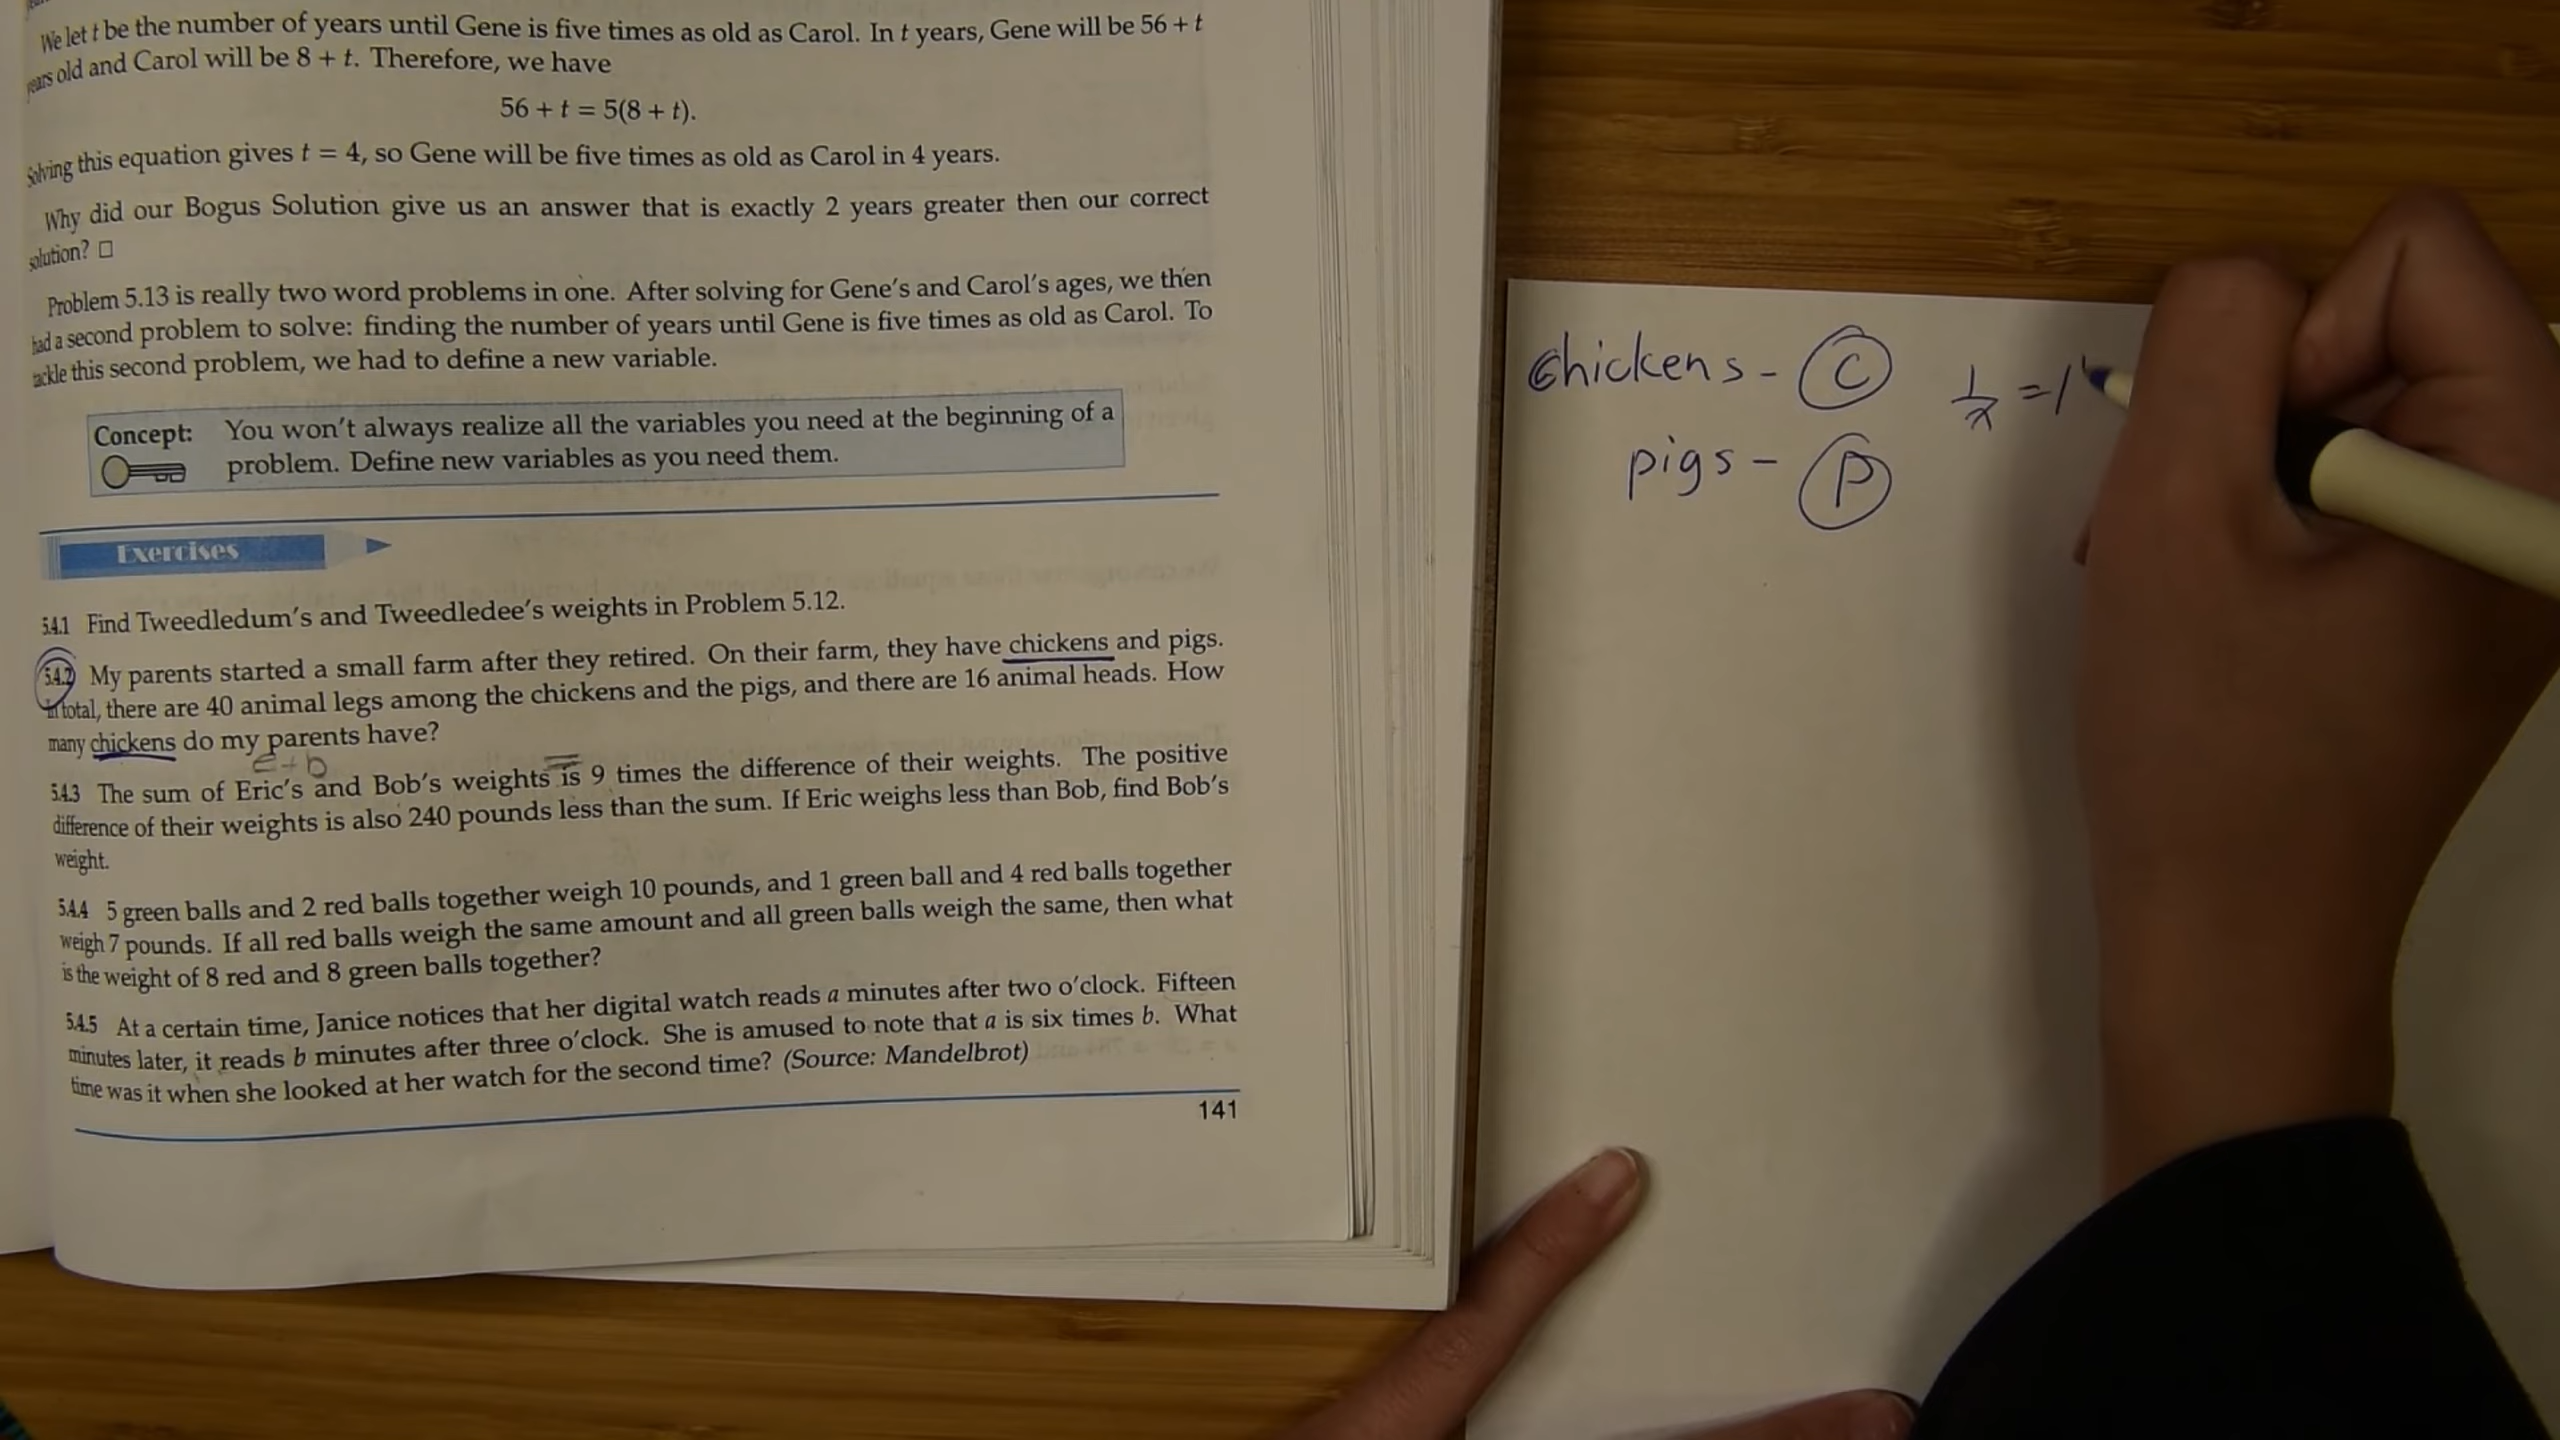 We let t be the number of years until Gene is five times as old as Carol. In t years, Gene will be 56 + t
years old and Carol will be 8 + t. Therefore, we have
56 + t = 5(8 + t).
Solving this equation gives t = 4, so Gene will be five times as old as Carol in 4 years.
Why did our Bogus Solution give us an answer that is exactly 2 years greater then our correct
solution? □
Problem 5.13 is really two word problems in one. After solving for Gene's and Carol's ages, we then
had a second problem to solve: finding the number of years until Gene is five times as old as Carol. To
tackle this second problem, we had to define a new variable.
Concept: You won't always realize all the variables you need at the beginning of a
problem. Define new variables as you need them.
Exercises
5.4.1 Find Tweedledum's and Tweedledee's weights in Problem 5.12.
5.4.2 My parents started a small farm after they retired. On their farm, they have chickens and pigs.
In total, there are 40 animal legs among the chickens and the pigs, and there are 16 animal heads. How
many chickens do my parents have?
e+b =
5.4.3 The sum of Eric's and Bob's weights is 9 times the difference of their weights. The positive
difference of their weights is also 240 pounds less than the sum. If Eric weighs less than Bob, find Bob's
weight.
5.4.4 5 green balls and 2 red balls together weigh 10 pounds, and 1 green ball and 4 red balls together
weigh 7 pounds. If all red balls weigh the same amount and all green balls weigh the same, then what
is the weight of 8 red and 8 green balls together?
5.4.5 At a certain time, Janice notices that her digital watch reads a minutes after two o'clock. Fifteen
minutes later, it reads b minutes after three o'clock. She is amused to note that a is six times b. What
time was it when she looked at her watch for the second time? (Source: Mandelbrot)
141
chickens - c
pigs - p
1/x =